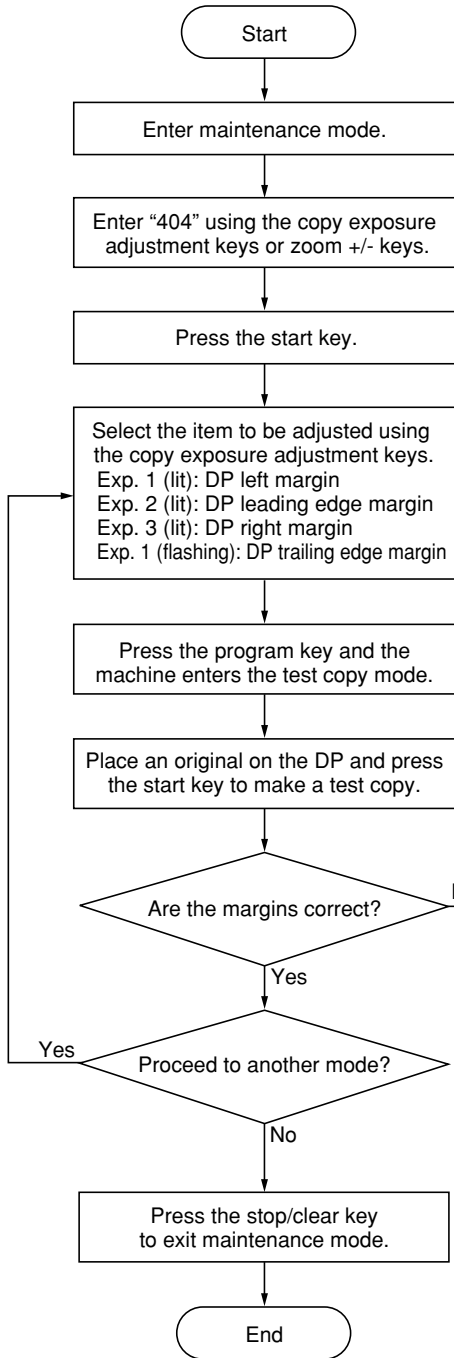 Start
Enter maintenance mode.
Enter “404” using the copy exposure
adjustment keys or zoom +/- keys.
Press the start key.
Select the item to be adjusted using
the copy exposure adjustment keys.
Exp. 1 (lit): DP left margin
Exp. 2 (lit): DP leading edge margin
Exp. 3 (lit): DP right margin
Exp. 1 (flashing): DP trailing edge margin
Press the program key and the
machine enters the test copy mode.
Place an original on the DP and press
the start key to make a test copy.
Are the margins correct?
Yes
Yes
Proceed to another mode?
No
Press the stop/clear key
to exit maintenance mode.
End